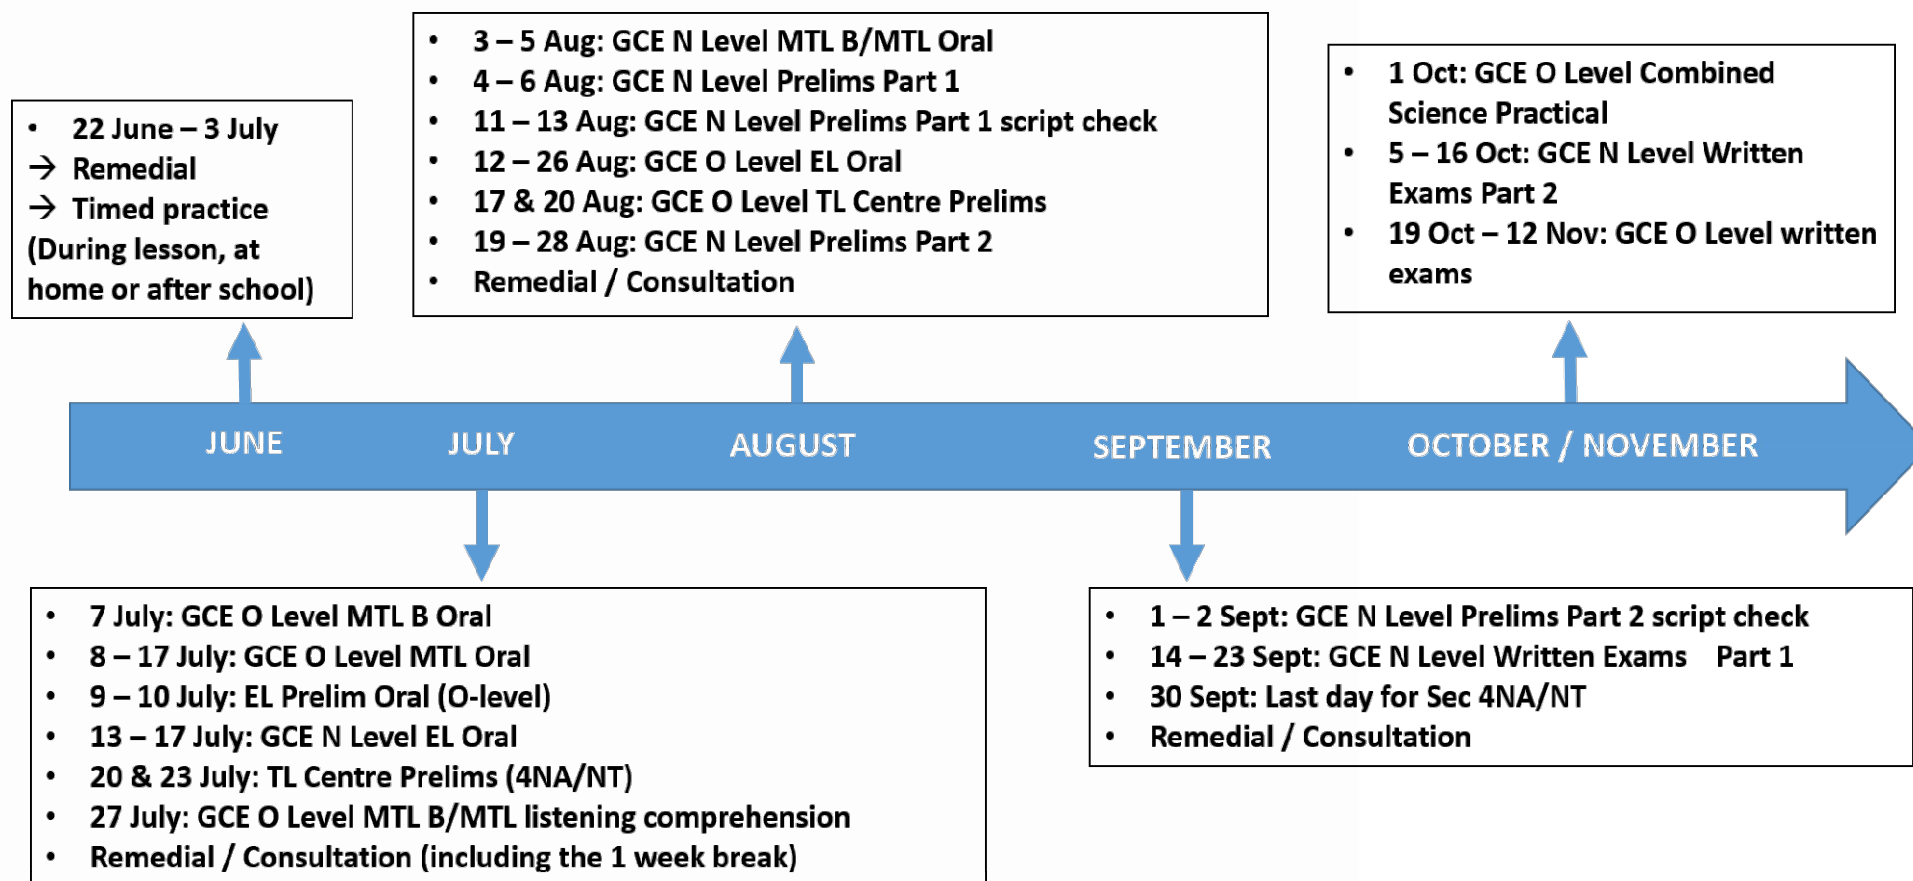 • 22 June – 3 July
→ Remedial
→ Timed practice
(During lesson, at
home or after school)
• 3 – 5 Aug: GCE N Level MTL B/MTL Oral
• 4 – 6 Aug: GCE N Level Prelims Part 1
• 11 – 13 Aug: GCE N Level Prelims Part 1 script check
• 12 – 26 Aug: GCE O Level EL Oral
• 17 & 20 Aug: GCE O Level TL Centre Prelims
• 19 – 28 Aug: GCE N Level Prelims Part 2
• Remedial / Consultation
• 1 Oct: GCE O Level Combined
Science Practical
• 5 – 16 Oct: GCE N Level Written
Exams Part 2
• 19 Oct – 12 Nov: GCE O Level written
exams
JUNE
JULY
AUGUST
SEPTEMBER
OCTOBER / NOVEMBER
• 7 July: GCE O Level MTL B Oral
• 8 – 17 July: GCE O Level MTL Oral
• 9 – 10 July: EL Prelim Oral (O-level)
• 13 – 17 July: GCE N Level EL Oral
• 20 & 23 July: TL Centre Prelims (4NA/NT)
• 27 July: GCE O Level MTL B/MTL listening comprehension
• Remedial / Consultation (including the 1 week break)
• 1 – 2 Sept: GCE N Level Prelims Part 2 script check
• 14 – 23 Sept: GCE N Level Written Exams Part 1
• 30 Sept: Last day for Sec 4NA/NT
• Remedial / Consultation